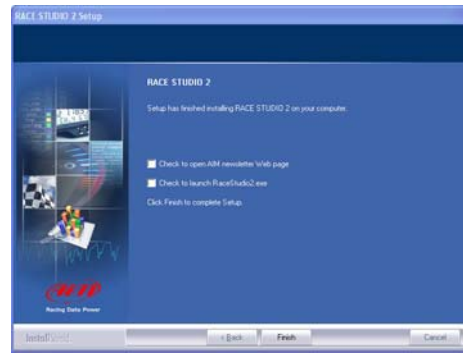 RACE STUDIO 2 Setup
RACE STUDIO 2
Setup has finished installing RACE STUDIO 2 on your computer.
Check to open AIM newsletter Web page
Check to launch RaceStudio2.exe
Click Finish to complete Setup.
AIM
Racing Data Power
InstallShield
< Back
Finish
Cancel